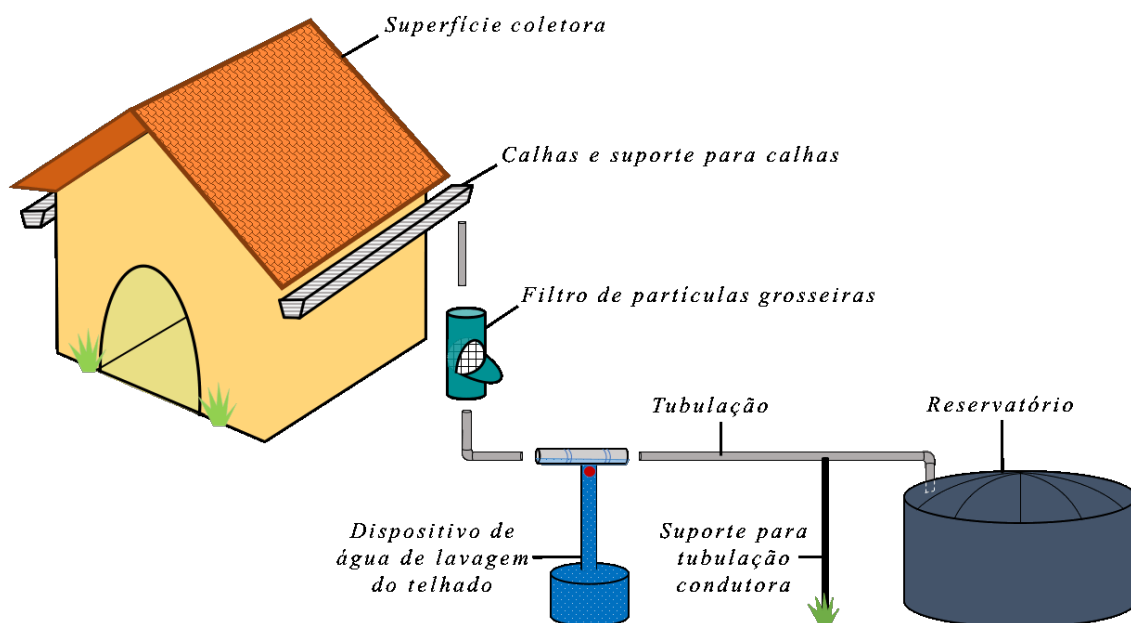 Superfície coletora
Calhas e suporte para calhas
Filtro de partículas grosseiras
Tubulação
Reservatório
Dispositivo de
água de lavagem
do telhado
Suporte para
tubulação
condutora